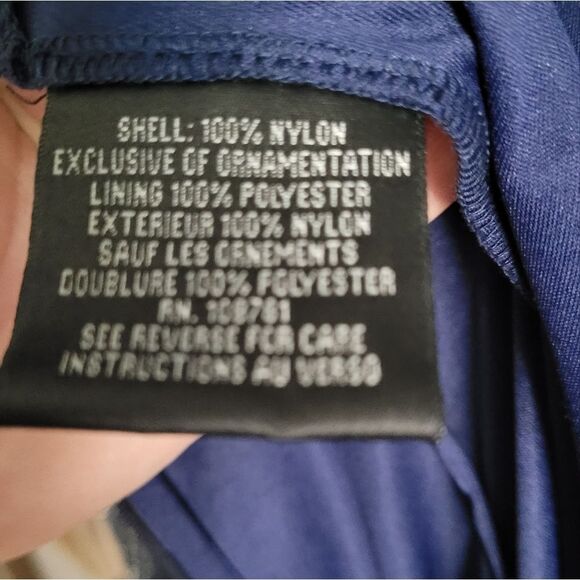 SHELL: 100% NYLON
EXCLUSIVE OF ORNAMENTATION
LINING 100% POLYESTER
EXTERIEUR 100% NYLON
SAUF LES ORNEMENTS
DOUBLURE 100% POLYESTER
RN. 108761
SEE REVERSE FOR CARE
INSTRUCTIONS AU VERSO